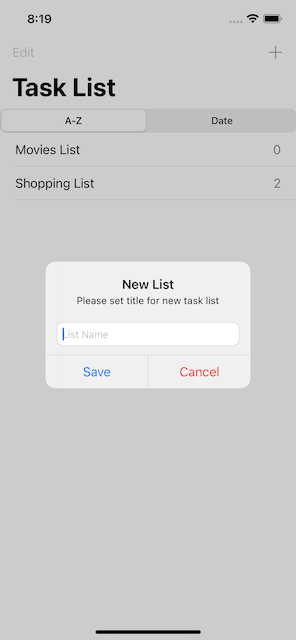 8:19
Edit
Task List
A-Z Date
Movies List 0
Shopping List 2
New List
Please set title for new task list
List Name
Save Cancel